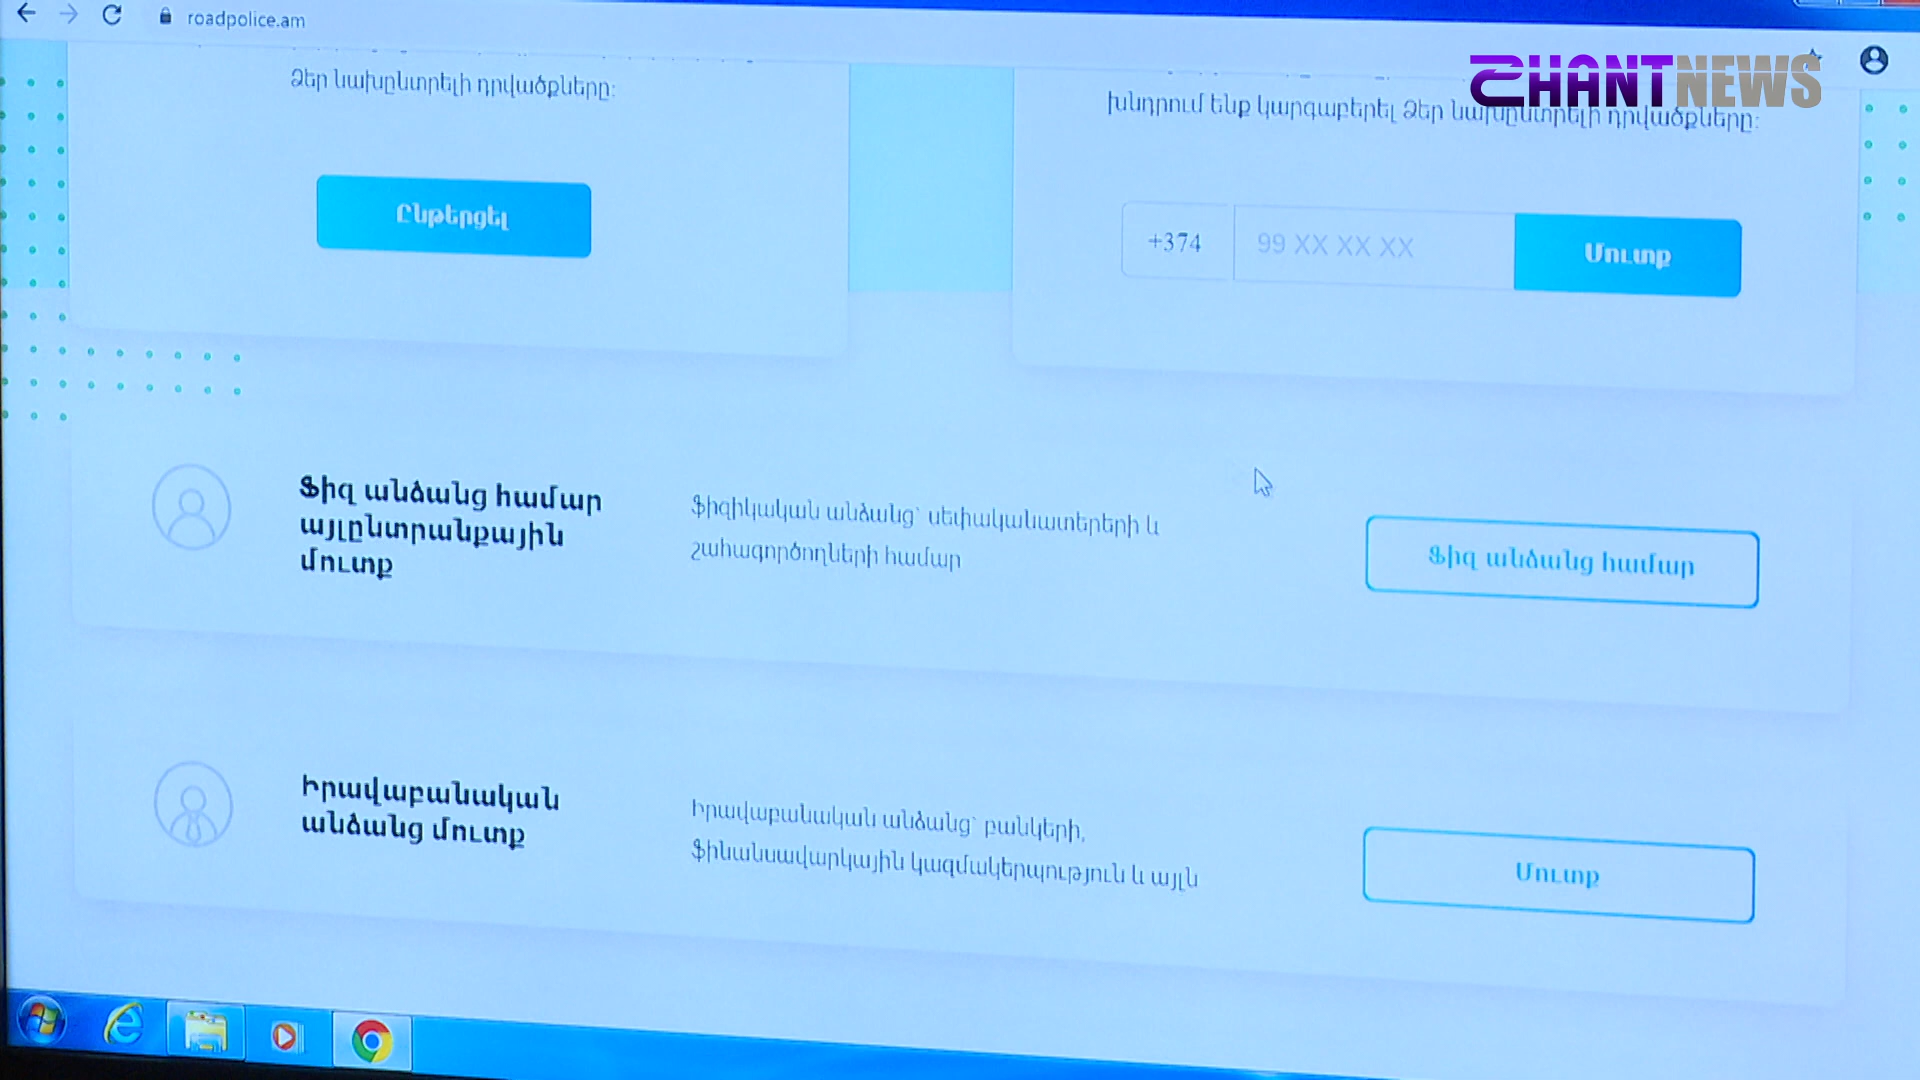 roadpolice.am
SHANTNEWS
Ձեր նախընտրելի դրվածքները:
Ընթերցել
խնդրում ենք կարգաբերել Ձեր նախընտրելի դրվածքները:
+374
99 XX XX XX
Մուտք
Ֆիզ անձանց համար
այլընտրանքային
մուտք
Ֆիզիկական անձանց՝ սեփականատերերի և
շահագործողների համար
Ֆիզ անձանց համար
Իրավաբանական
անձանց մուտք
Իրավաբանական անձանց՝ բանկերի,
ֆինանսավարկային կազմակերպություն և այլն
Մուտք